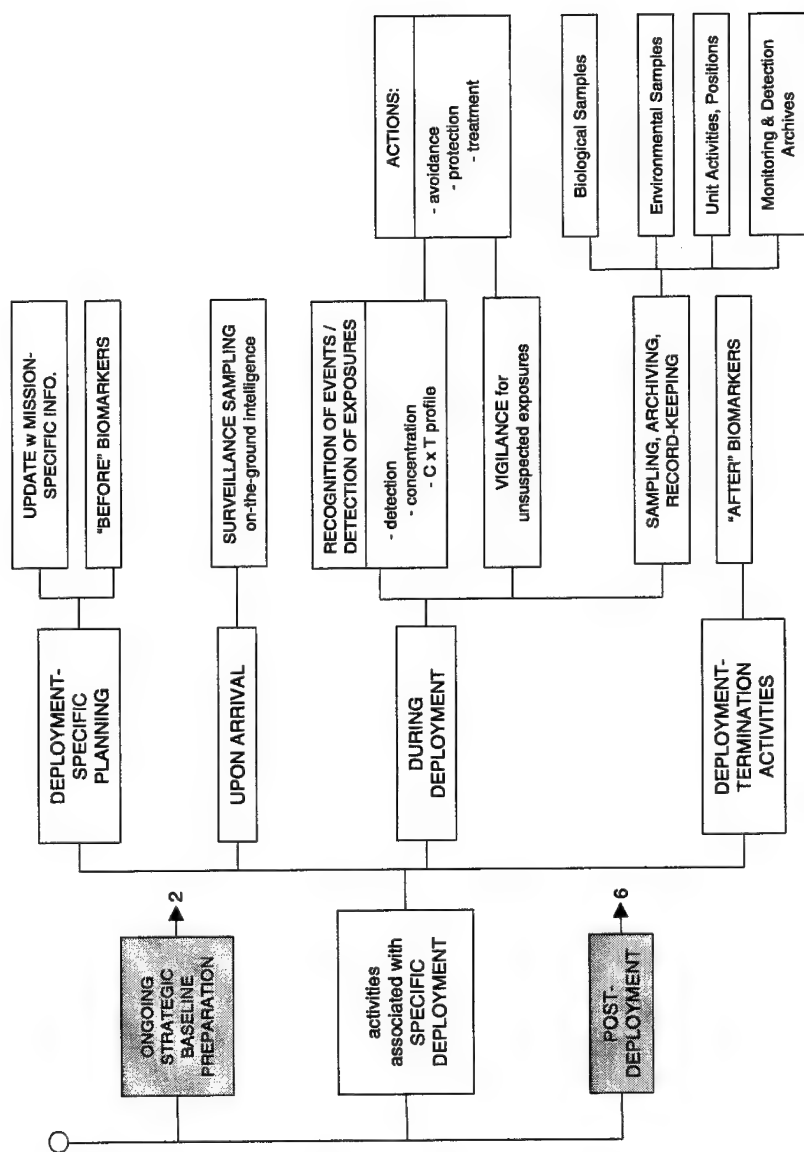 ONGOING
STRATEGIC
BASELINE
PREPARATION
2
activities
associated with
SPECIFIC
DEPLOYMENT
POST-
DEPLOYMENT
6
DEPLOYMENT-
SPECIFIC
PLANNING
UPDATE w MISSION-
SPECIFIC INFO.
"BEFORE" BIOMARKERS
UPON ARRIVAL
SURVEILLANCE SAMPLING
on-the-ground intelligence
DURING
DEPLOYMENT
RECOGNITION OF EVENTS /
DETECTION OF EXPOSURES
- detection
- concentration
- C x T profile
ACTIONS:
- avoidance
- protection
- treatment
VIGILANCE for
unsuspected exposures
SAMPLING, ARCHIVING,
RECORD-KEEPING
Biological Samples
Environmental Samples
Unit Activities, Positions
Monitoring & Detection
Archives
DEPLOYMENT-
TERMINATION
ACTIVITIES
"AFTER" BIOMARKERS